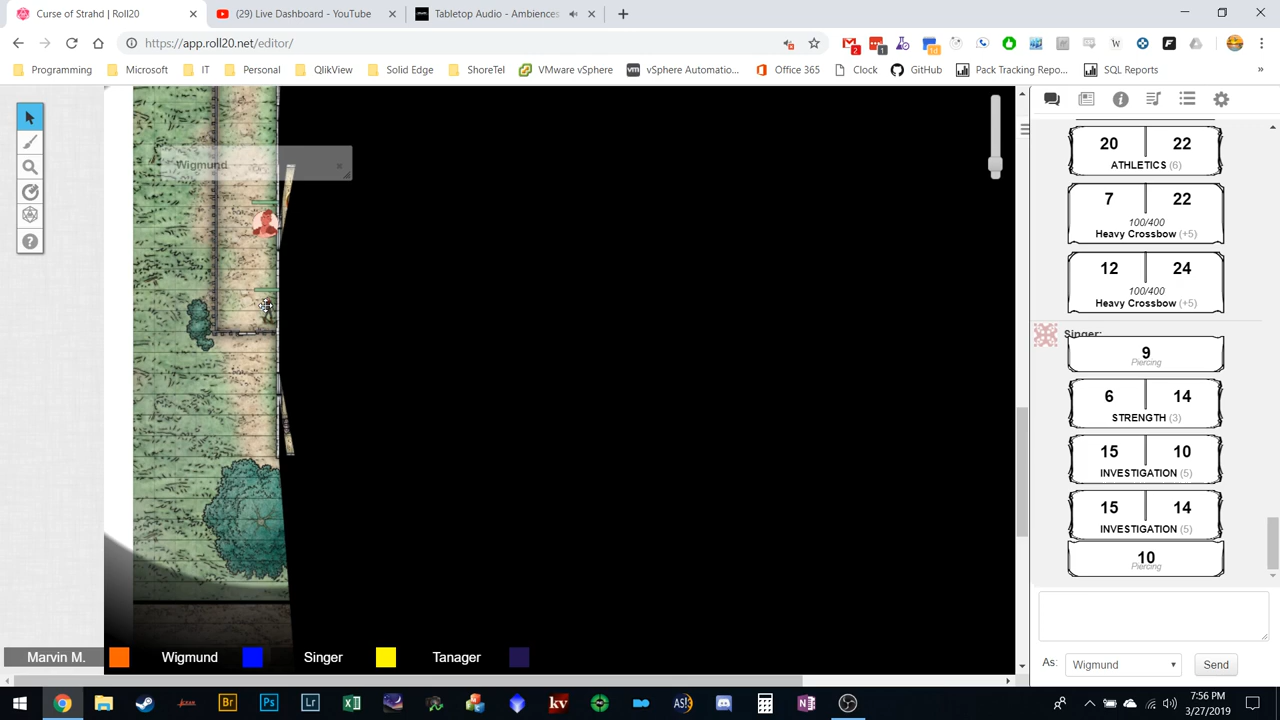 Curse of Strahd | Roll20
(29) Live Dashboard - YouTube
Tabletop Audio - Ambiences
https://app.roll20.net/editor/
2
1
Programming
Microsoft
IT
Personal
QlikView
Solid Edge
ShoreTel
VMware vSphere
vSphere Automatio...
Office 365
Clock
GitHub
Pack Tracking Repo...
SQL Reports
»
Wigmund
20 22
ATHLETICS (6)
7 22
100/400
Heavy Crossbow (+5)
12 24
100/400
Heavy Crossbow (+5)
Singer:
9
Piercing
6 14
STRENGTH (3)
15 10
INVESTIGATION (5)
15 14
INVESTIGATION (5)
10
Piercing
As: Wigmund Send
Marvin M. Wigmund Singer Tanager
7:56 PM
3/27/2019